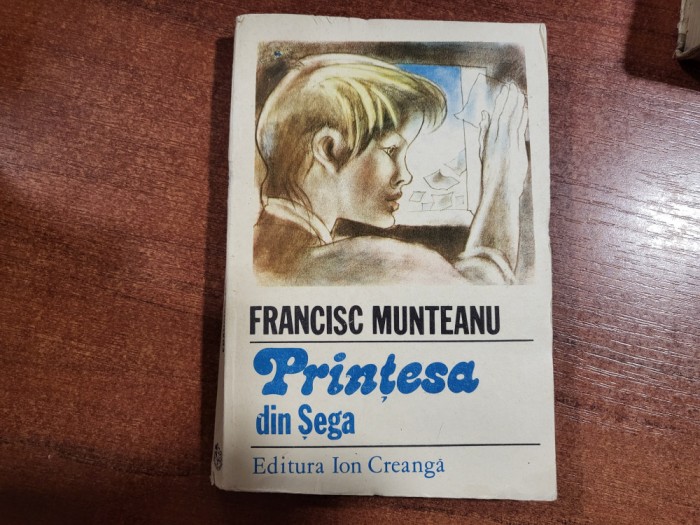 FRANCISC MUNTEANU
Prințesa
din Șega
Editura Ion Creangă